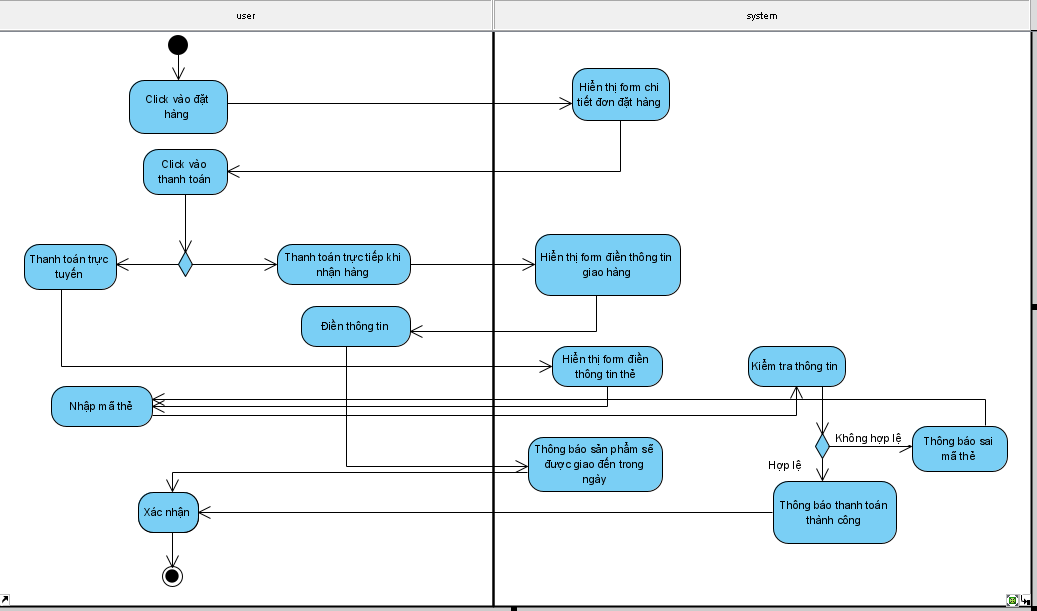 user
system
Click vào đặt
hàng
Hiển thị form chi
tiết đơn đặt hàng
Click vào
thanh toán
Thanh toán trực
tuyến
Thanh toán trực tiếp khi
nhận hàng
Hiển thị form điền thông tin
giao hàng
Điền thông tin
Hiển thị form điền
thông tin thẻ
Kiểm tra thông tin
Nhập mã thẻ
Không hợp lệ
Thông báo sai
mã thẻ
Hợp lệ
Thông báo sản phẩm sẽ
được giao đến trong
ngày
Xác nhận
Thông báo thanh toán
thành công